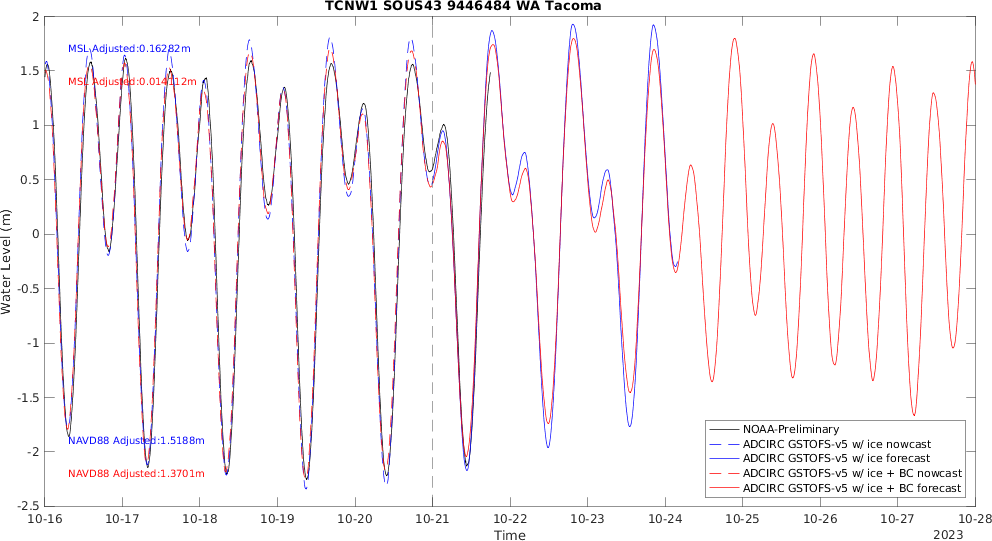 TCNW1 SOUS43 9446484 WA Tacoma
2
1.5
1
0.5
0
-0.5
-1
-1.5
-2
-2.5
Water Level (m)
MSL Adjusted:0.16282m
MSL Adjusted:0.014112m
NAVD88 Adjusted:1.5188m
NAVD88 Adjusted:1.3701m
NOAA-Preliminary
ADCIRC GSTOFS-v5 w/ ice nowcast
ADCIRC GSTOFS-v5 w/ ice forecast
ADCIRC GSTOFS-v5 w/ ice + BC nowcast
ADCIRC GSTOFS-v5 w/ ice + BC forecast
10-16 10-17 10-18 10-19 10-20 10-21 10-22 10-23 10-24 10-25 10-26 10-27 10-28
Time
2023